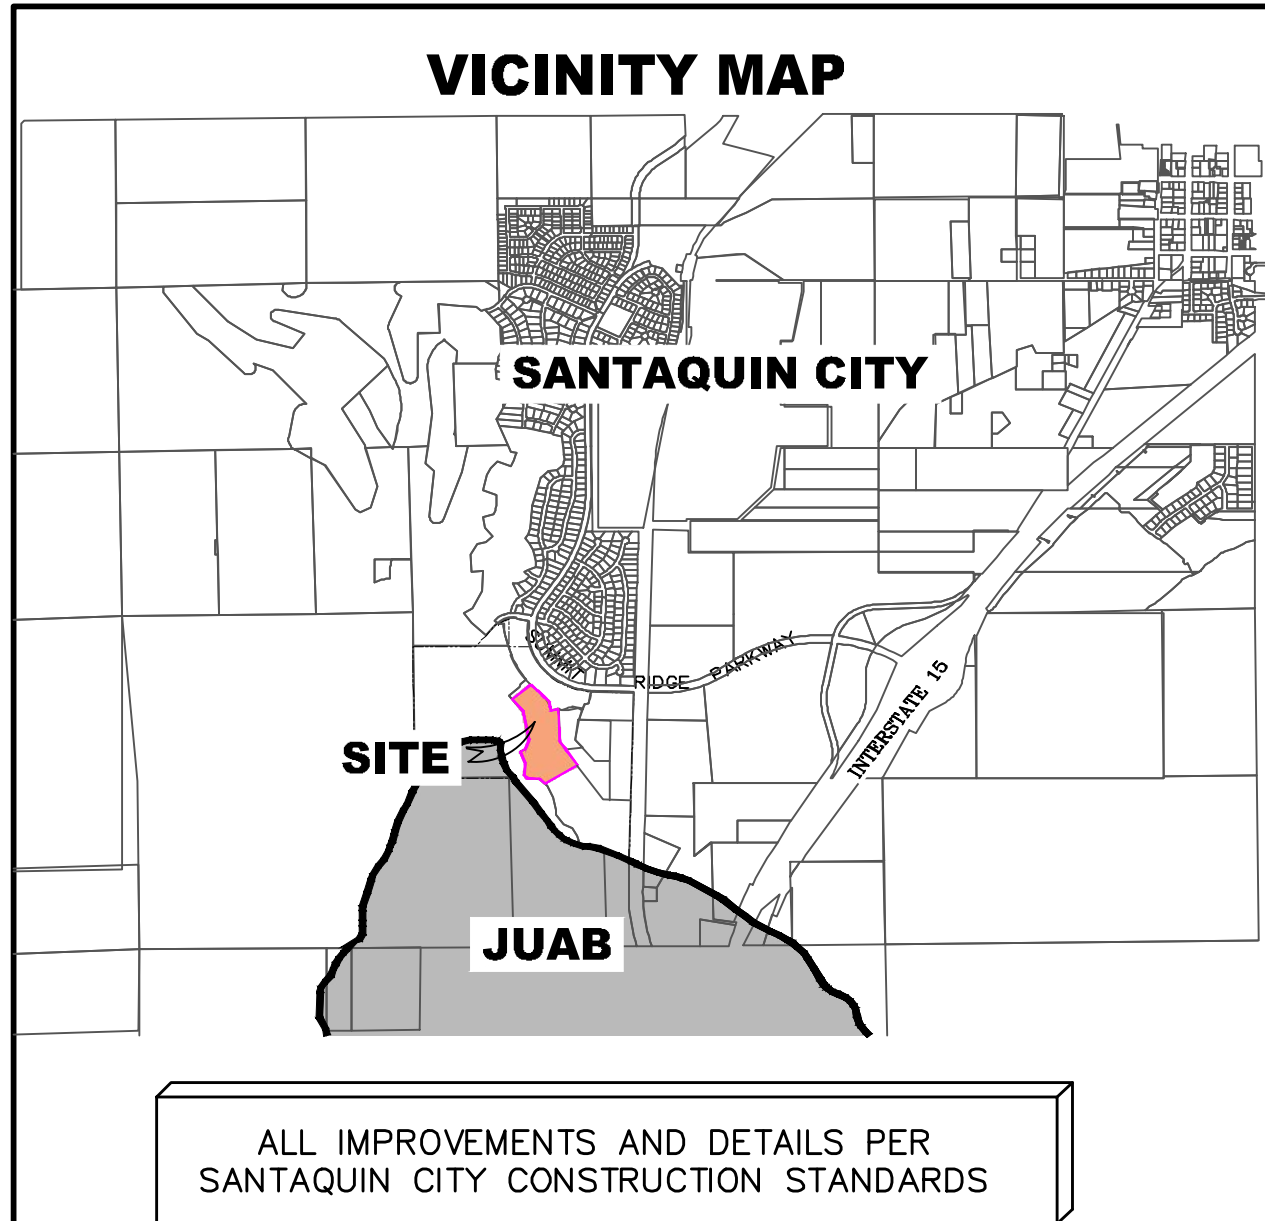 VICINITY MAP
SANTAQUIN CITY
SUMMIT RIDGE PARKWAY
INTERSTATE 15
SITE
JUAB
ALL IMPROVEMENTS AND DETAILS PER
SANTAQUIN CITY CONSTRUCTION STANDARDS